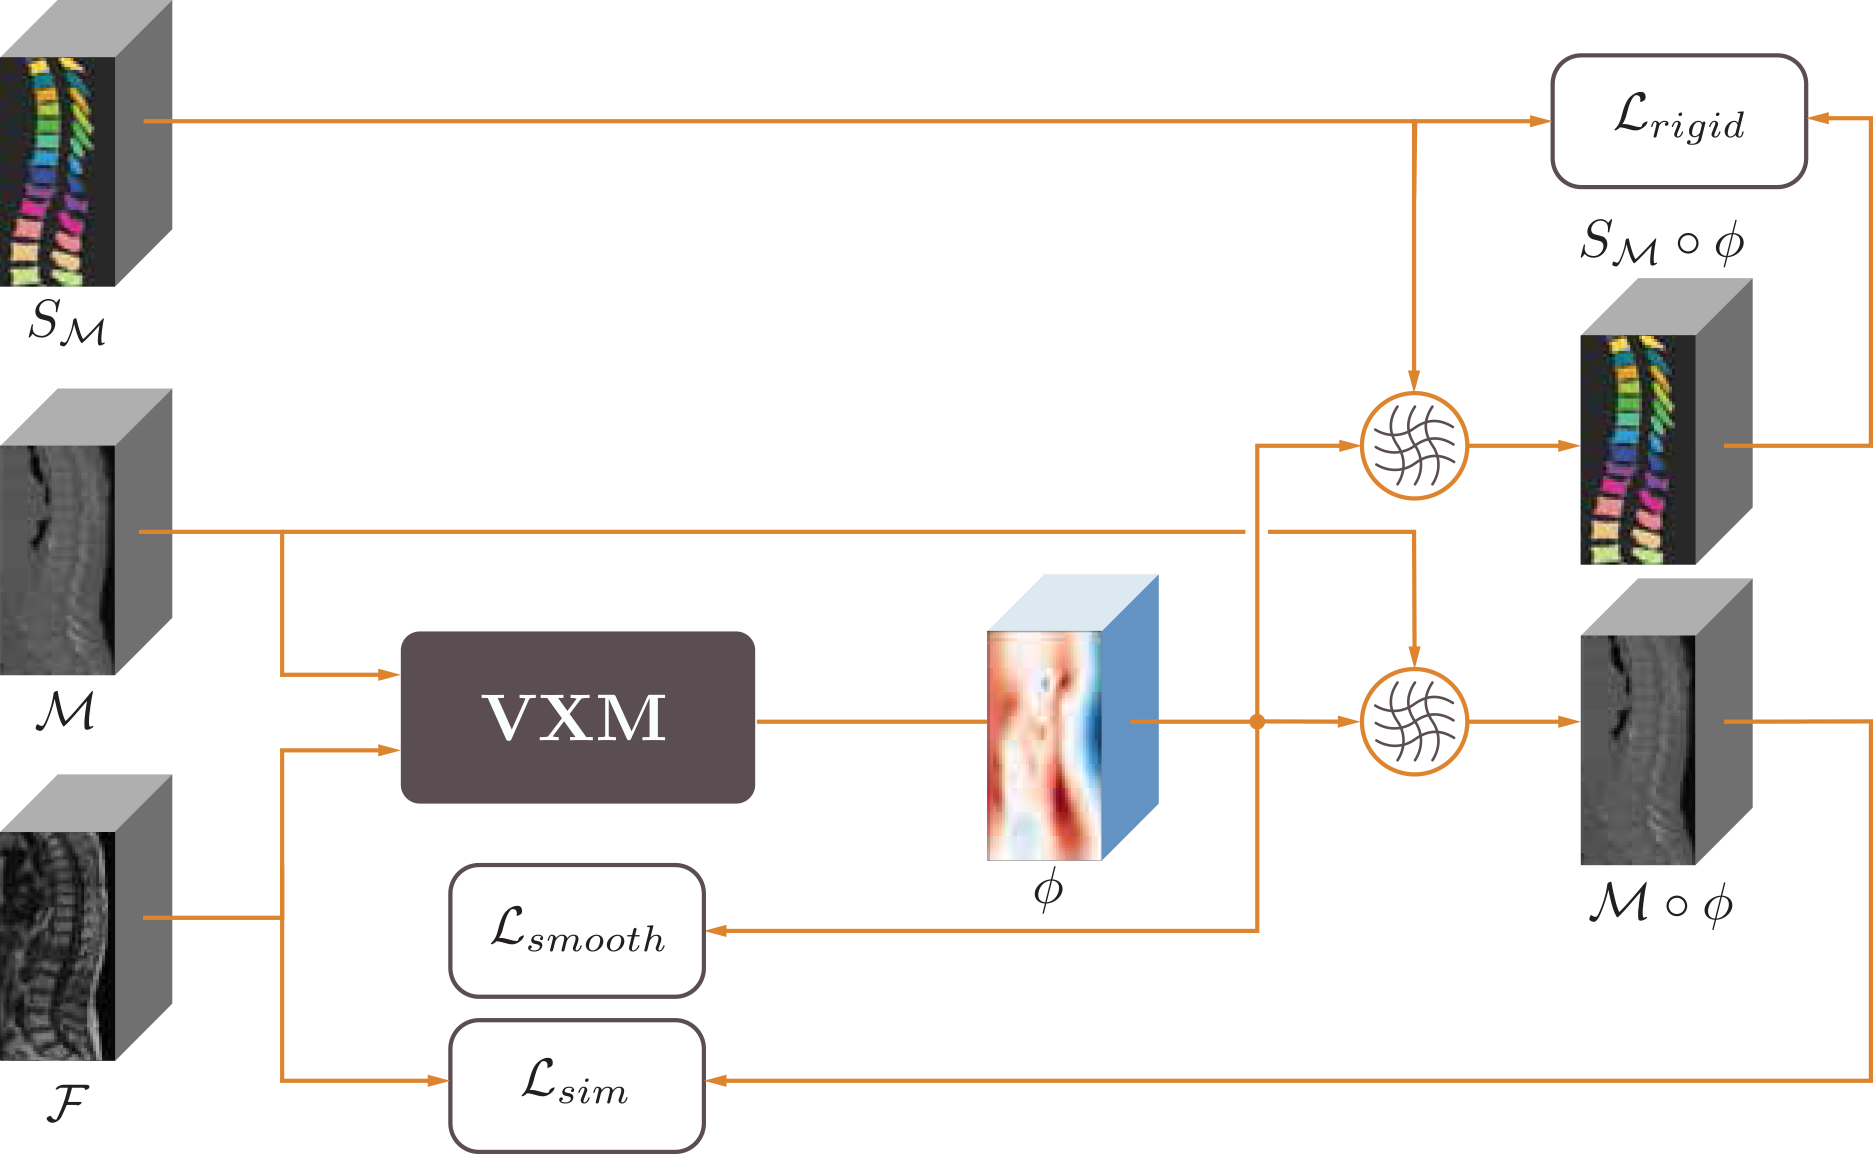 𝓛rigid
S𝓜 ∘ ϕ
S𝓜
𝓜
VXM
ϕ
𝓜 ∘ ϕ
𝓛smooth
𝓛sim
𝓕